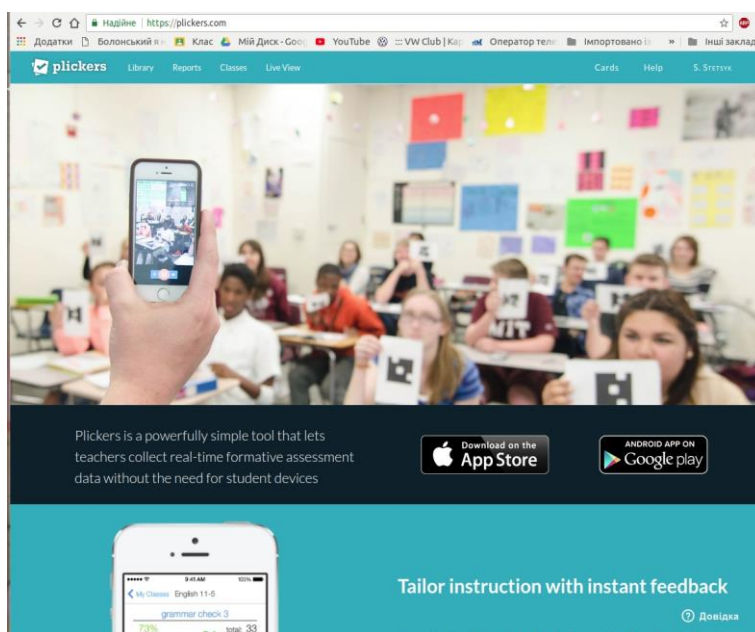 Надійне | https://plickers.com
Додатки Болонський Клас Мій Диск - Goo YouTube ::: VW Club | Кар Оператор теле Імпортовано із » Інші заклад
plickers Library Reports Classes Live View Cards Help S. Stetsyk
MIT
Plickers is a powerfully simple tool that lets
teachers collect real-time formative assessment
data without the need for student devices
Download on the
App Store
ANDROID APP ON
Google play
9:41 AM 100%
My Classes English 11-5
grammar check 3
73% total: 33
Tailor instruction with instant feedback
Довідка